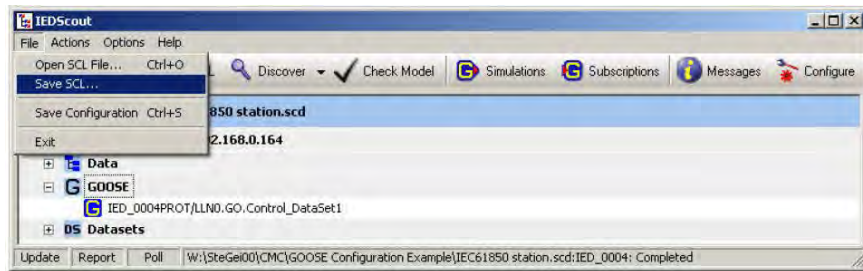 IEDScout
File Actions Options Help
Open SCL File... Ctrl+O
Save SCL...
Save Configuration Ctrl+S
Exit
Discover Check Model Simulations Subscriptions Messages Configure
850 station.scd
02.168.0.164
Data
GOOSE
IED_0004PROT/LLN0.GO.Control_DataSet1
DS Datasets
Update Report Poll W:\SteGei00\CMC\GOOSE Configuration Example\IEC61850 station.scd:IED_0004: Completed